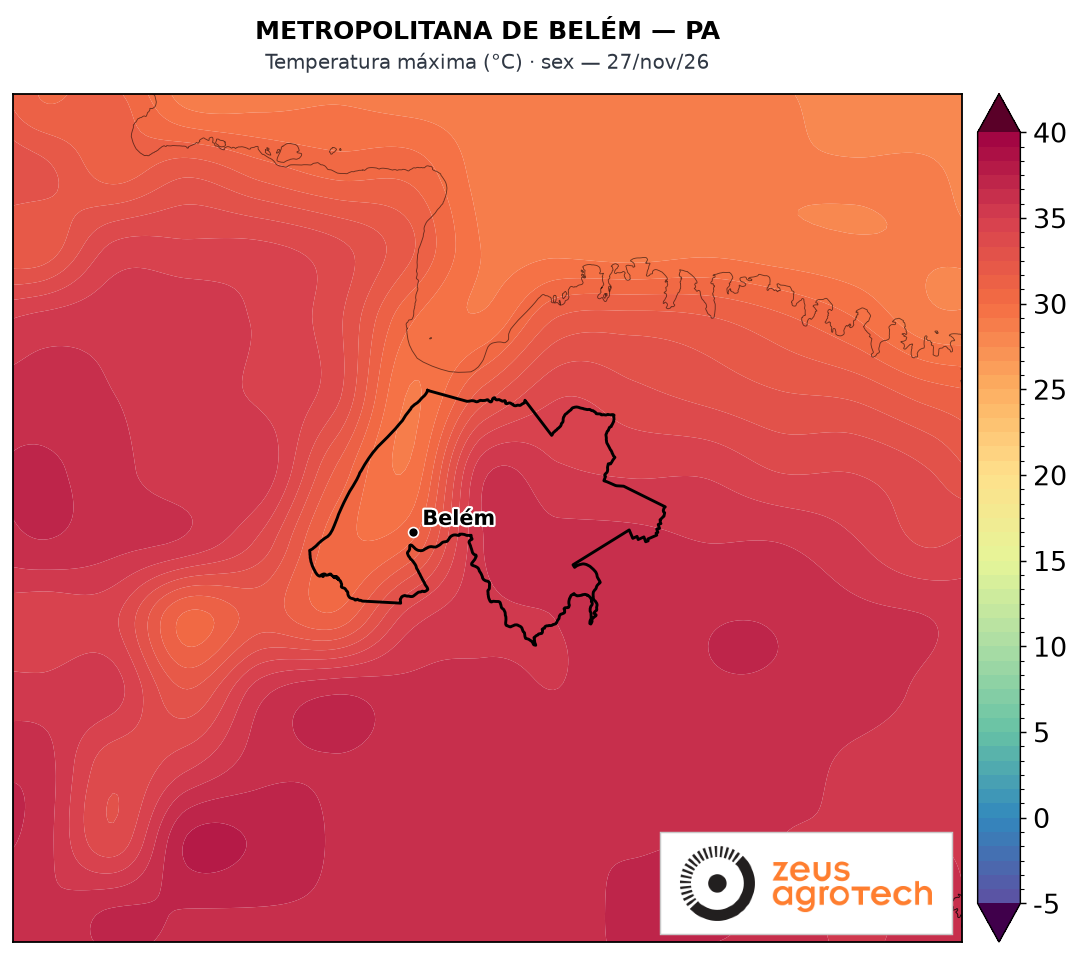 METROPOLITANA DE BELÉM — PA
Temperatura máxima (°C) · sex — 27/nov/26
Belém
40
35
30
25
20
15
10
5
0
-5
zeus
agrotech